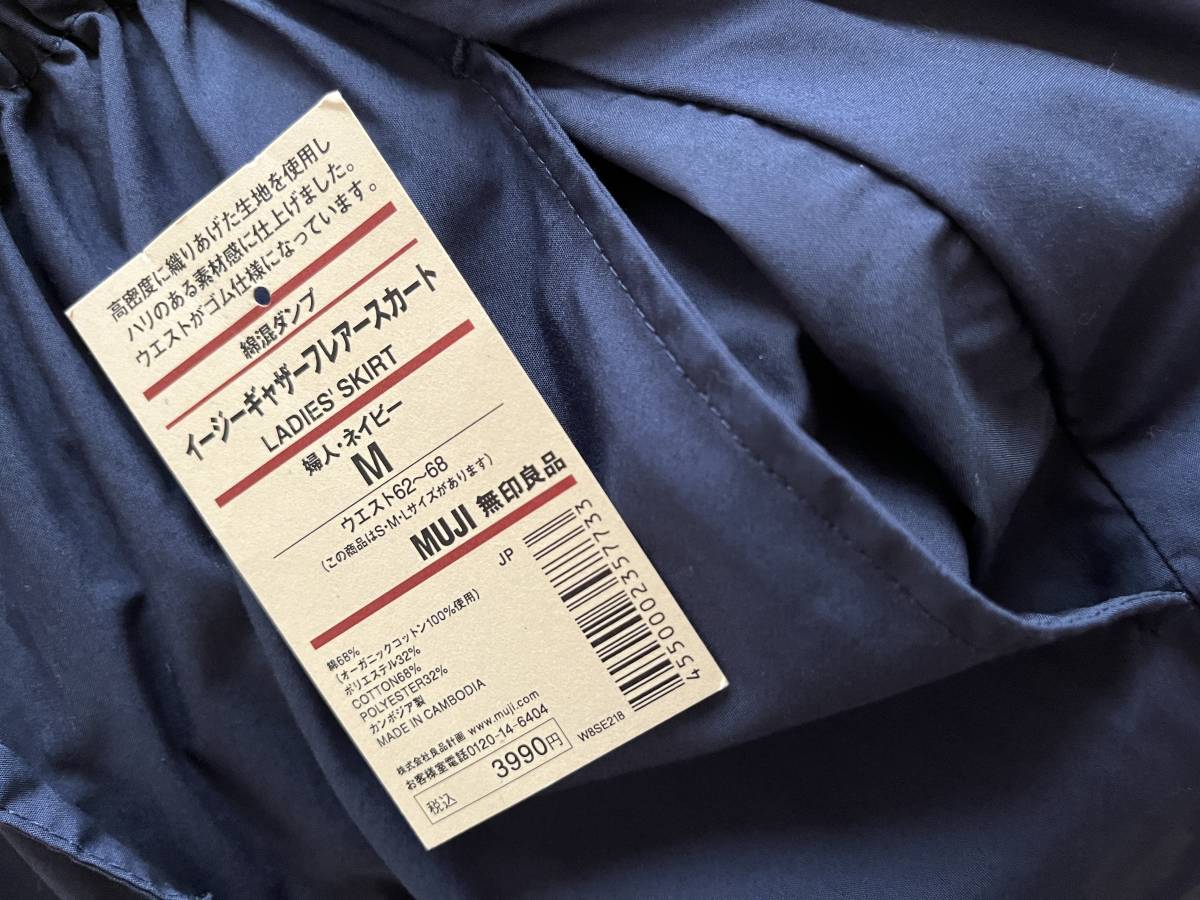 高密度に織りあげた生地を使用し
ハリのある素材感に仕上げました。
ウエストがゴム仕様になっています。
綿混ダンプ
イージーギャザーフレアースカート
LADIES' SKIRT
婦人・ネイビー
M
ウエスト62〜68
(この商品はS・M・Lサイズがあります)
MUJI 無印良品
JP
4550002357733
綿68%
(オーガニックコットン100%使用)
ポリエステル32%
COTTON68%
POLYESTER32%
カンボジア製
MADE IN CAMBODIA
株式会社良品計画 www.muji.com
お客様室電話0120-14-6404
W8SE218
税込 3990円